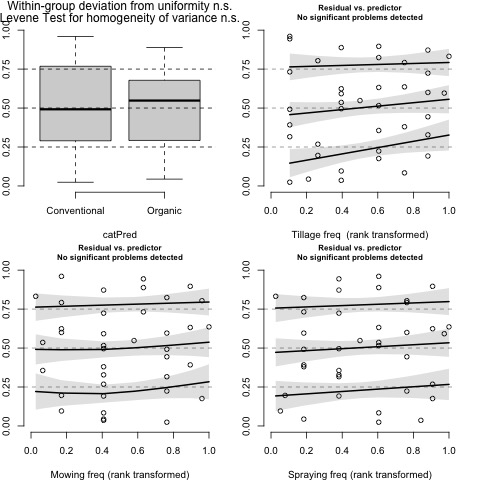 Within-group deviation from uniformity n.s.
Levene Test for homogeneity of variance n.s.
0.00 0.25 0.50 0.75 1.00
Conventional Organic
catPred
Residual vs. predictor
No significant problems detected
0.00 0.25 0.50 0.75 1.00
0.0 0.2 0.4 0.6 0.8 1.0
Tillage freq (rank transformed)
Residual vs. predictor
No significant problems detected
0.00 0.25 0.50 0.75 1.00
0.0 0.2 0.4 0.6 0.8 1.0
Mowing freq (rank transformed)
Residual vs. predictor
No significant problems detected
0.00 0.25 0.50 0.75 1.00
0.0 0.2 0.4 0.6 0.8 1.0
Spraying freq (rank transformed)